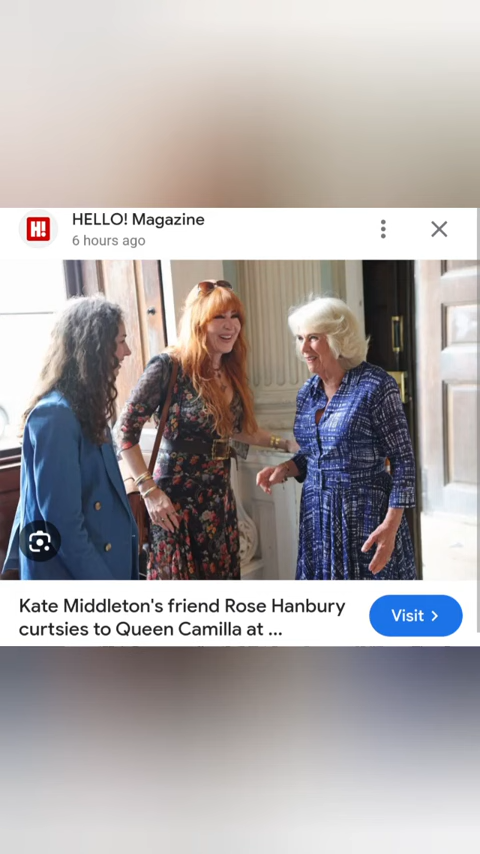 H!
HELLO! Magazine
6 hours ago
Kate Middleton's friend Rose Hanbury
curtsies to Queen Camilla at ...
Visit >